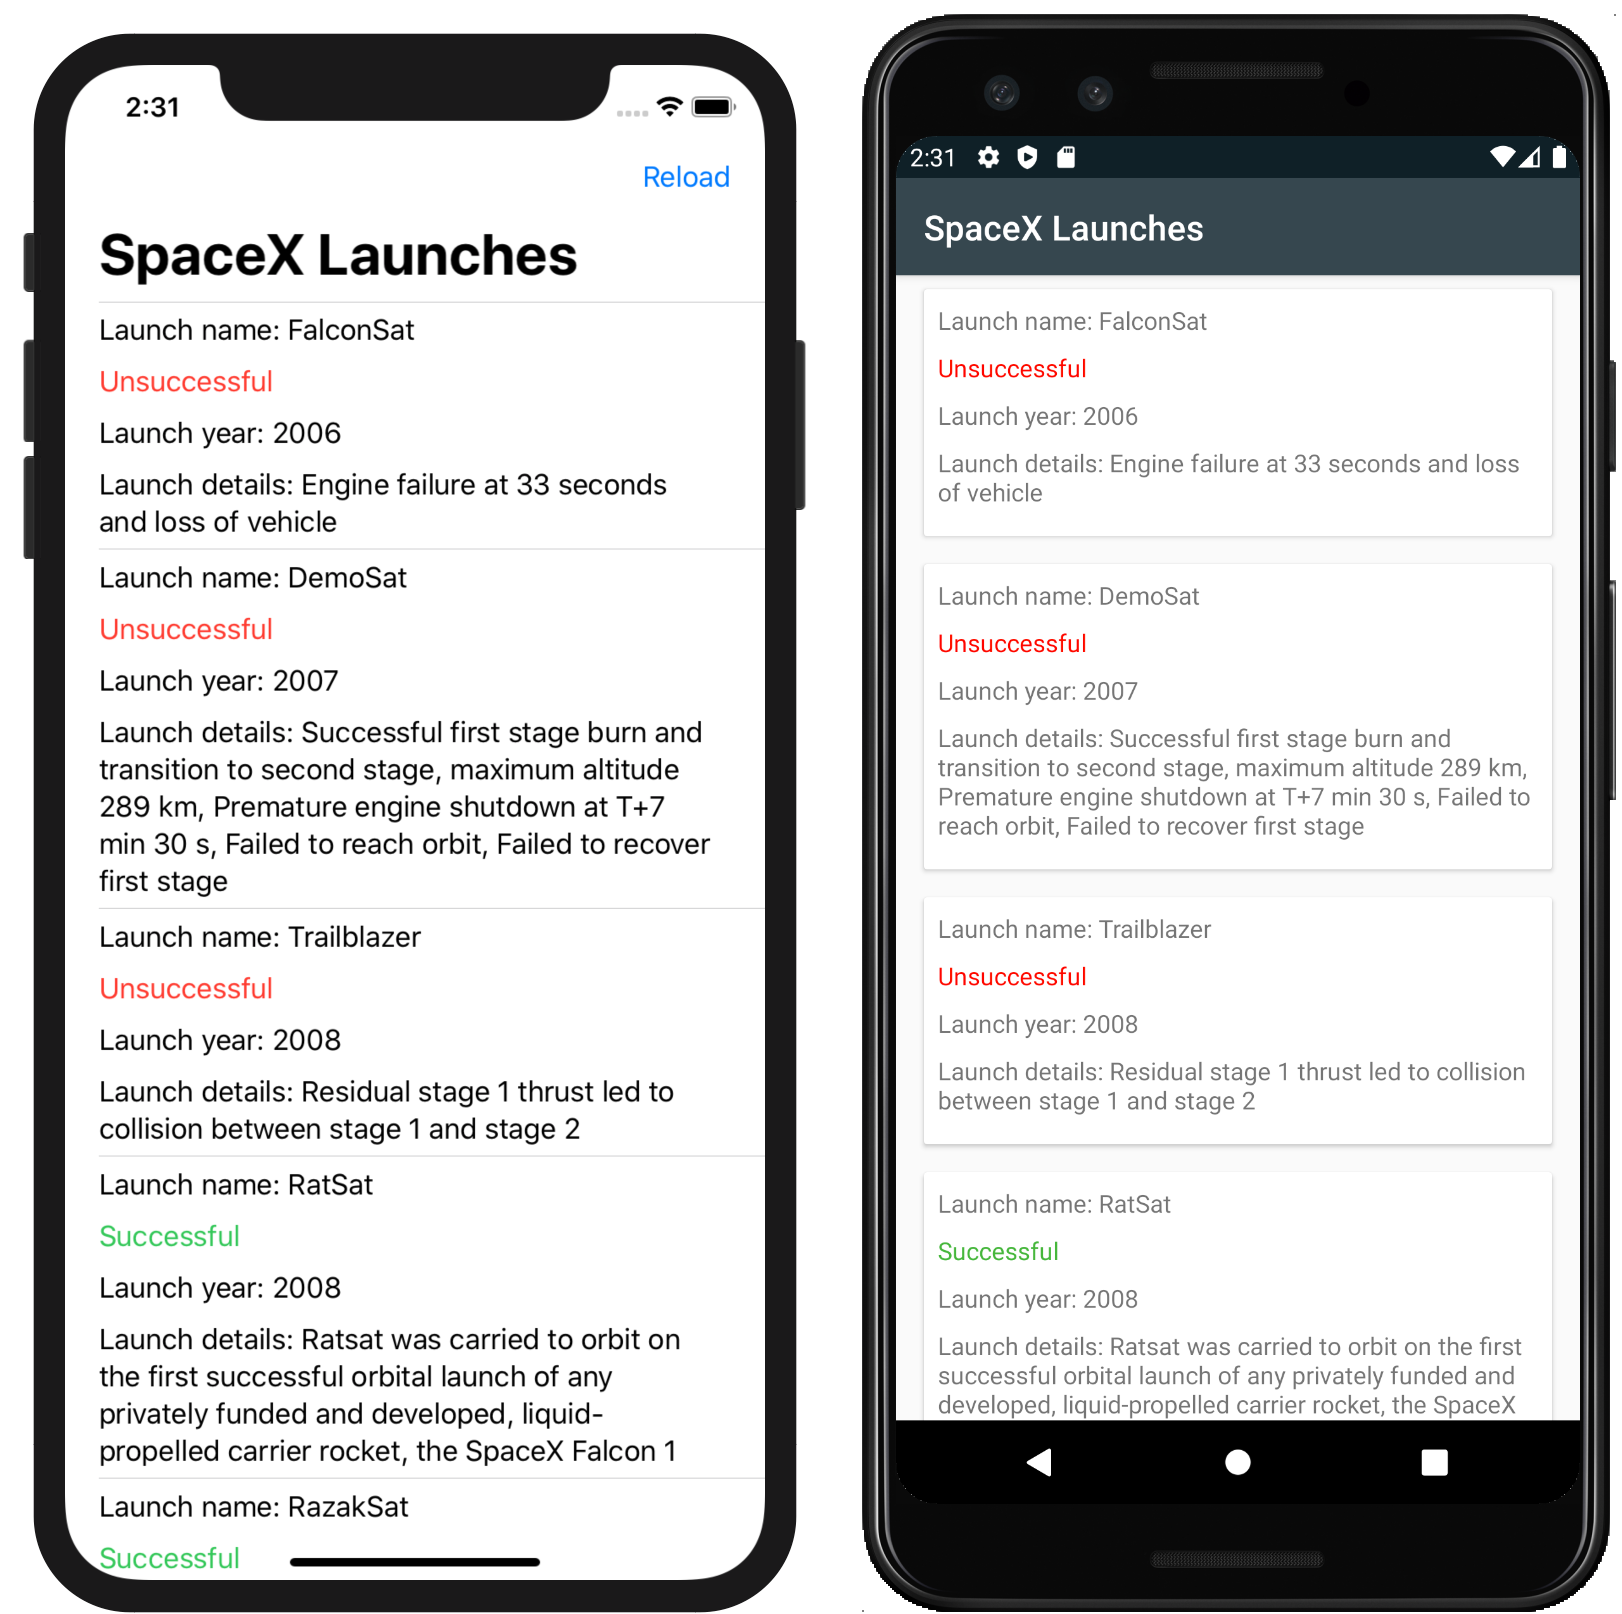 2:31
Reload
SpaceX Launches
Launch name: FalconSat
Unsuccessful
Launch year: 2006
Launch details: Engine failure at 33 seconds
and loss of vehicle
Launch name: DemoSat
Unsuccessful
Launch year: 2007
Launch details: Successful first stage burn and
transition to second stage, maximum altitude
289 km, Premature engine shutdown at T+7
min 30 s, Failed to reach orbit, Failed to recover
first stage
Launch name: Trailblazer
Unsuccessful
Launch year: 2008
Launch details: Residual stage 1 thrust led to
collision between stage 1 and stage 2
Launch name: RatSat
Successful
Launch year: 2008
Launch details: Ratsat was carried to orbit on
the first successful orbital launch of any
privately funded and developed, liquid-
propelled carrier rocket, the SpaceX Falcon 1
Launch name: RazakSat
Successful
2:31
SpaceX Launches
Launch name: FalconSat
Unsuccessful
Launch year: 2006
Launch details: Engine failure at 33 seconds and loss
of vehicle
Launch name: DemoSat
Unsuccessful
Launch year: 2007
Launch details: Successful first stage burn and
transition to second stage, maximum altitude 289 km,
Premature engine shutdown at T+7 min 30 s, Failed to
reach orbit, Failed to recover first stage
Launch name: Trailblazer
Unsuccessful
Launch year: 2008
Launch details: Residual stage 1 thrust led to collision
between stage 1 and stage 2
Launch name: RatSat
Successful
Launch year: 2008
Launch details: Ratsat was carried to orbit on the first
successful orbital launch of any privately funded and
developed, liquid-propelled carrier rocket, the SpaceX